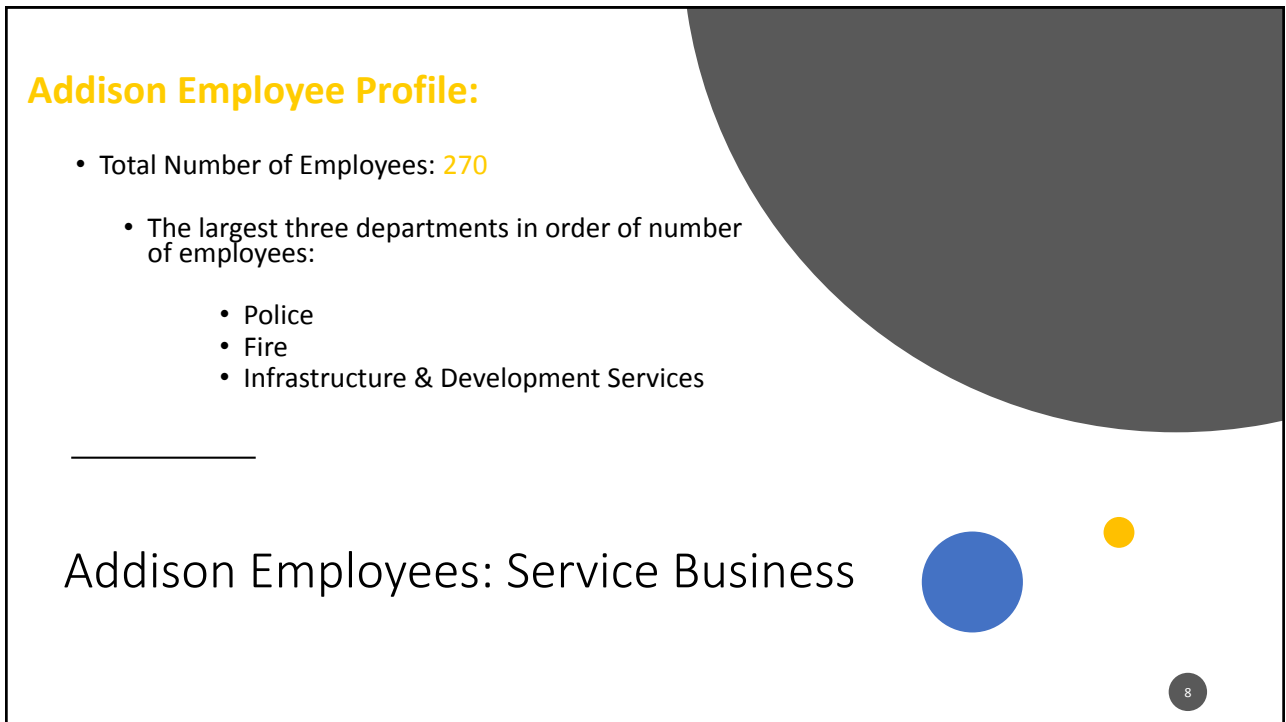 Addison Employee Profile:
• Total Number of Employees: 270
• The largest three departments in order of number
of employees:
• Police
• Fire
• Infrastructure & Development Services
Addison Employees: Service Business
8